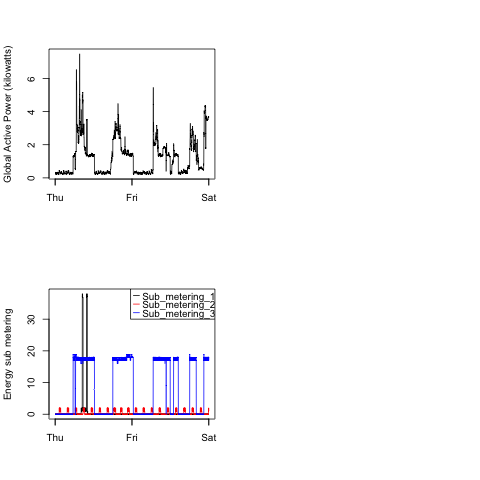 Global Active Power (kilowatts)
6
4
2
0
Thu Fri Sat
Energy sub metering
Sub_metering_1
Sub_metering_2
Sub_metering_3
30
20
10
0
Thu Fri Sat